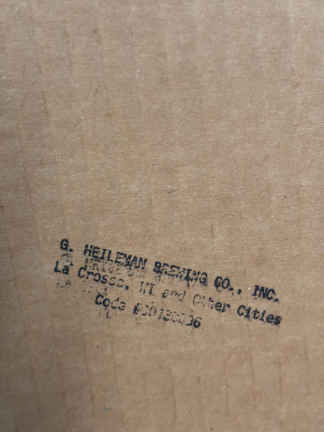 G. HEILEMAN BREWING CO., INC.
La Crosse, WI and Other Cities
Code